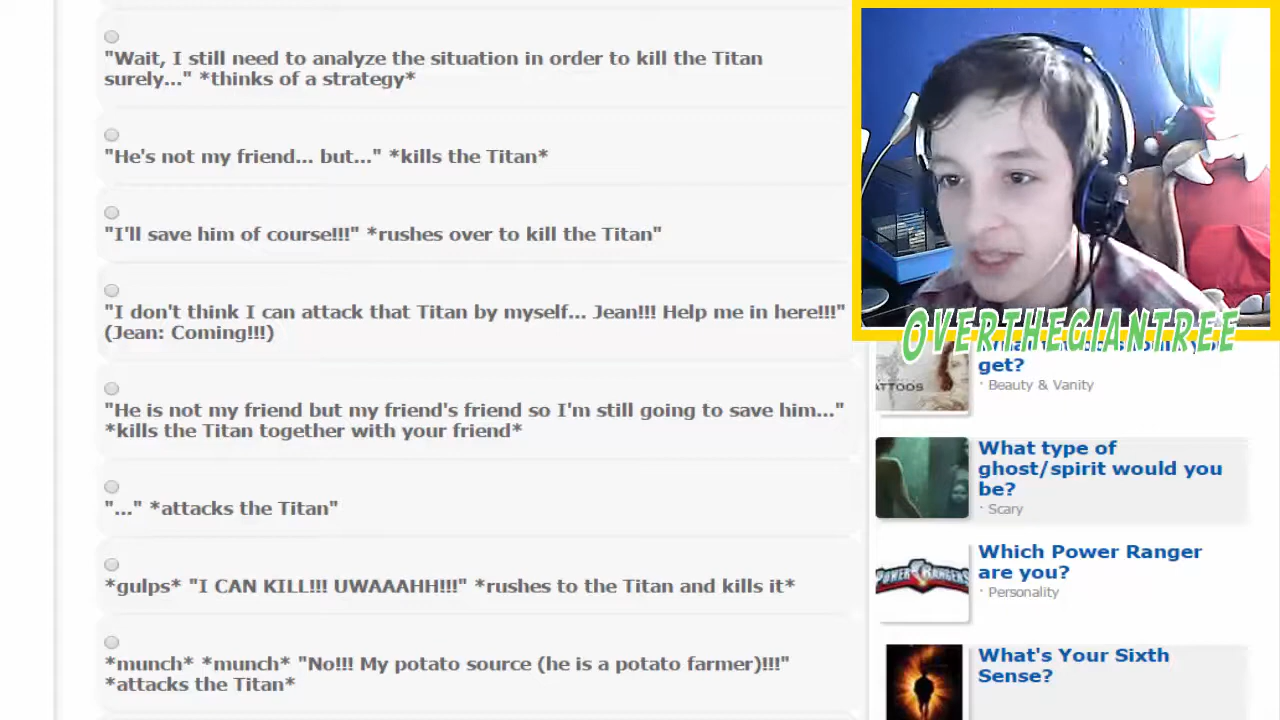 "Wait, I still need to analyze the situation in order to kill the Titan
surely..." *thinks of a strategy*
"He's not my friend... but..." *kills the Titan*
"I'll save him of course!!!" *rushes over to kill the Titan"
"I don't think I can attack that Titan by myself... Jean!!! Help me in here!!!"
(Jean: Coming!!!)
"He is not my friend but my friend's friend so I'm still going to save him..."
*kills the Titan together with your friend*
"..." *attacks the Titan"
*gulps* "I CAN KILL!!! UWAAAHH!!!" *rushes to the Titan and kills it*
*munch* *munch* "No!!! My potato source (he is a potato farmer)!!!"
*attacks the Titan*
OVERTHEGIANTREE
get?
· Beauty & Vanity
What type of
ghost/spirit would you
be?
· Scary
Which Power Ranger
are you?
· Personality
What's Your Sixth
Sense?